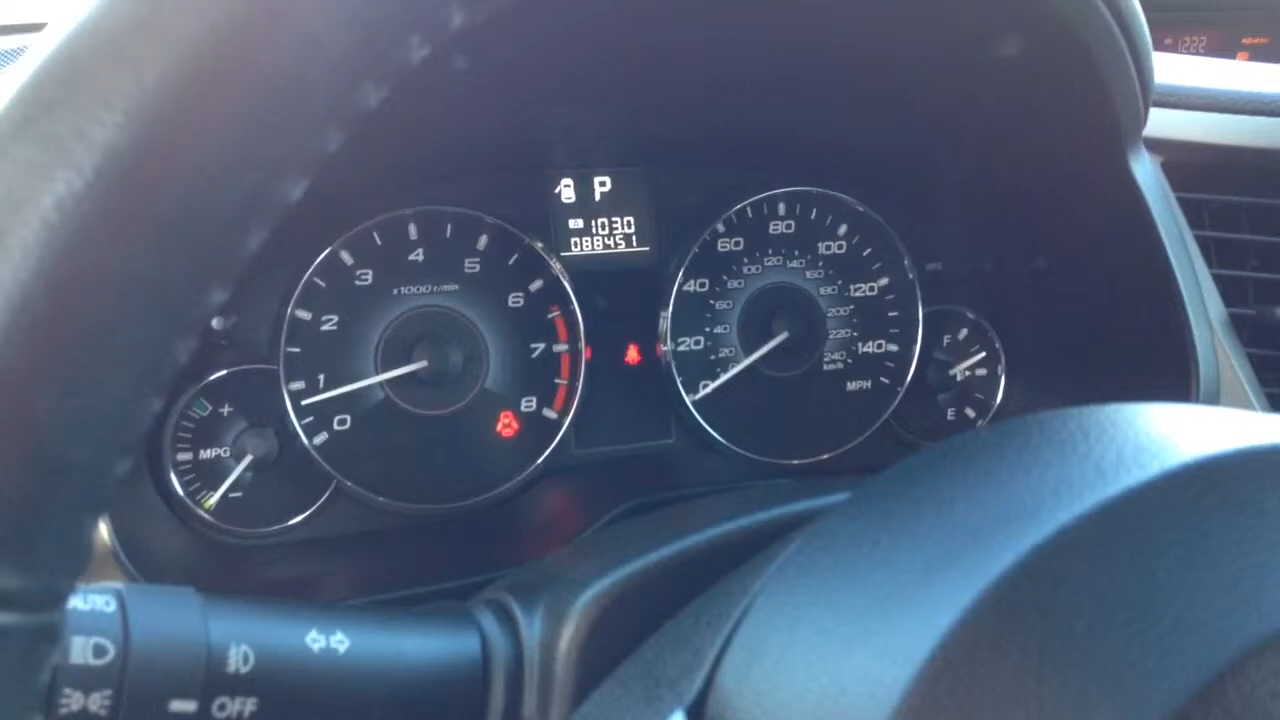 1222
P
A 103.0
088451
0 1 2 3 4 5 6 7 8
x1000 r/min
0 20 40 60 80 100 120 140
20 40 60 80 100 120 140 160 180 200 220 240
km/h
MPH
+
MPG
-
F
E
AUTO
OFF